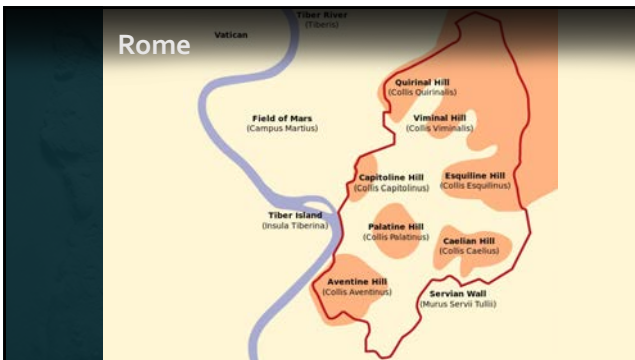 Rome
Tiber River
(Tiberis)
Vatican
Quirinal Hill
(Collis Quirinalis)
Field of Mars
(Campus Martius)
Viminal Hill
(Collis Viminalis)
Capitoline Hill
(Collis Capitolinus)
Esquiline Hill
(Collis Esquilinus)
Tiber Island
(Insula Tiberina)
Palatine Hill
(Collis Palatinus)
Caelian Hill
(Collis Caelius)
Aventine Hill
(Collis Aventinus)
Servian Wall
(Murus Servii Tullii)